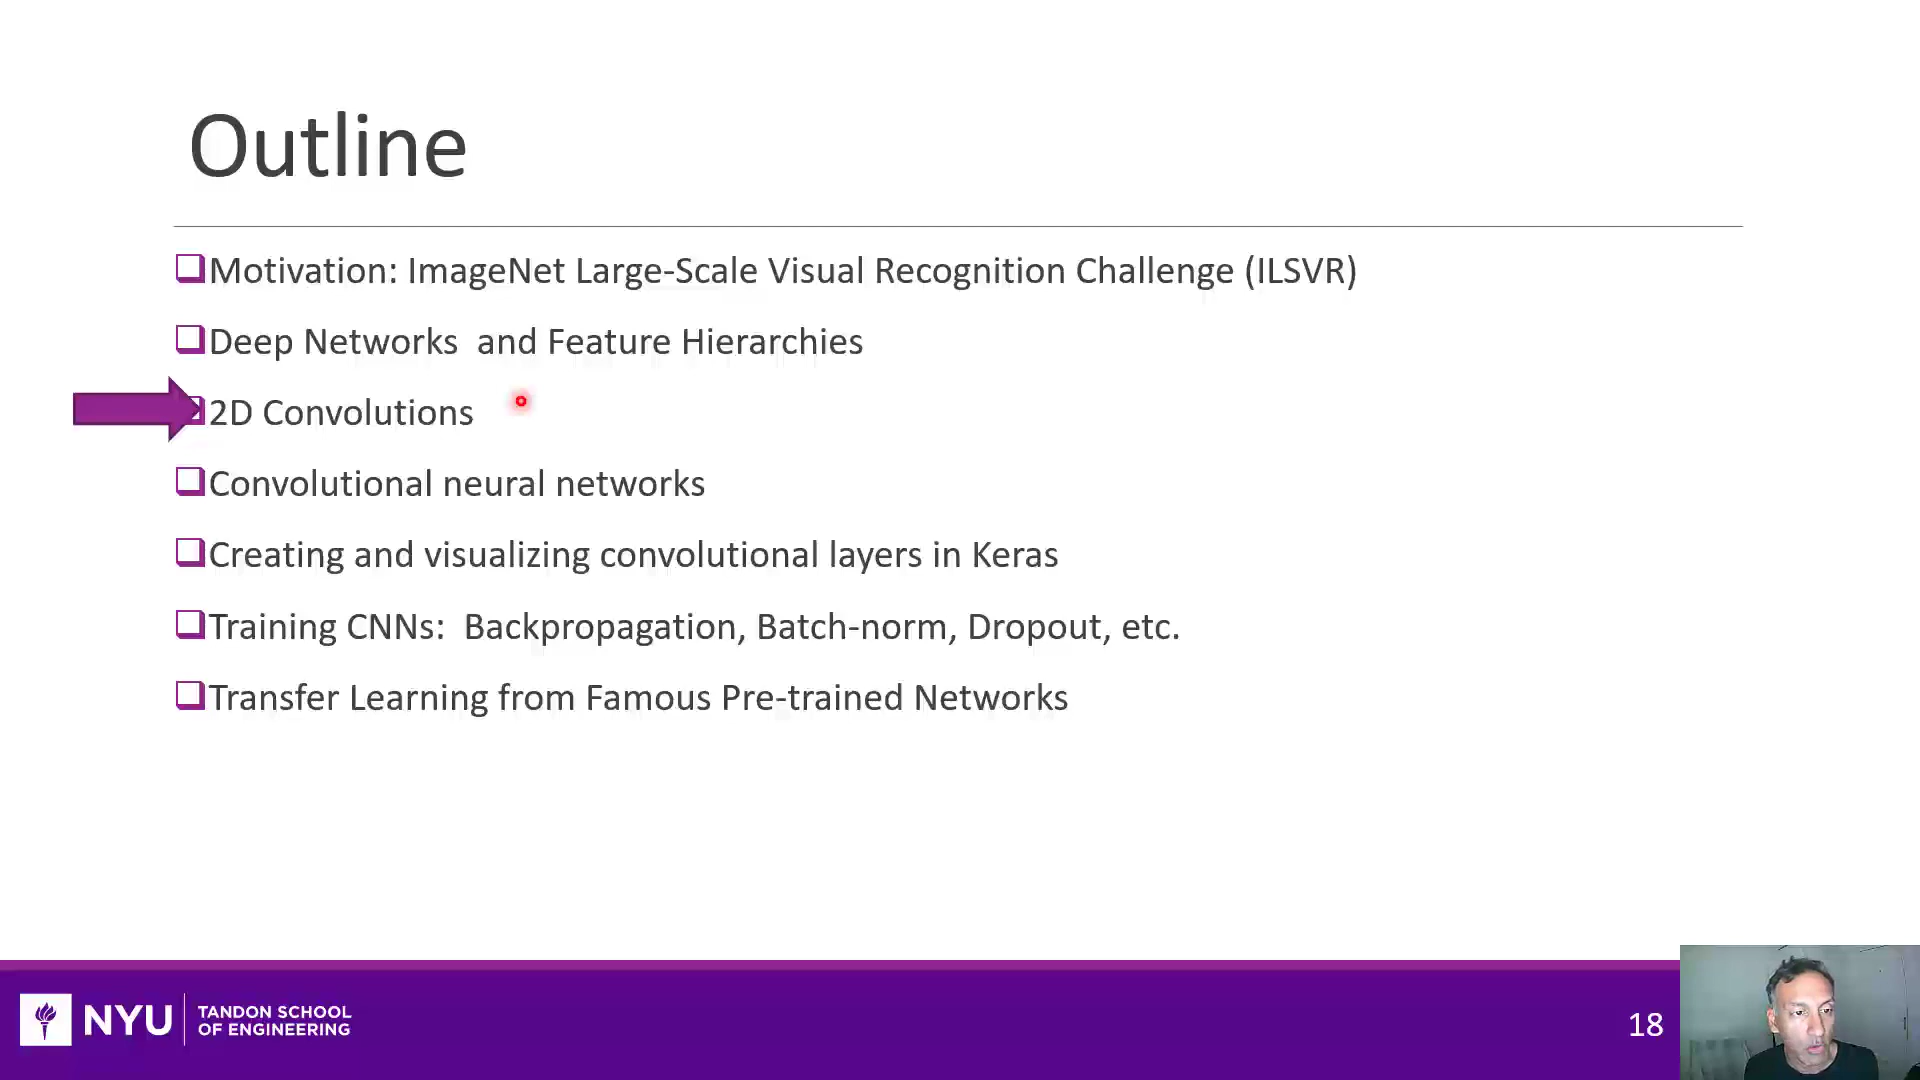 Outline
Motivation: ImageNet Large-Scale Visual Recognition Challenge (ILSVR)
Deep Networks and Feature Hierarchies
2D Convolutions
Convolutional neural networks
Creating and visualizing convolutional layers in Keras
Training CNNs: Backpropagation, Batch-norm, Dropout, etc.
Transfer Learning from Famous Pre-trained Networks
NYU
TANDON SCHOOL
OF ENGINEERING
18